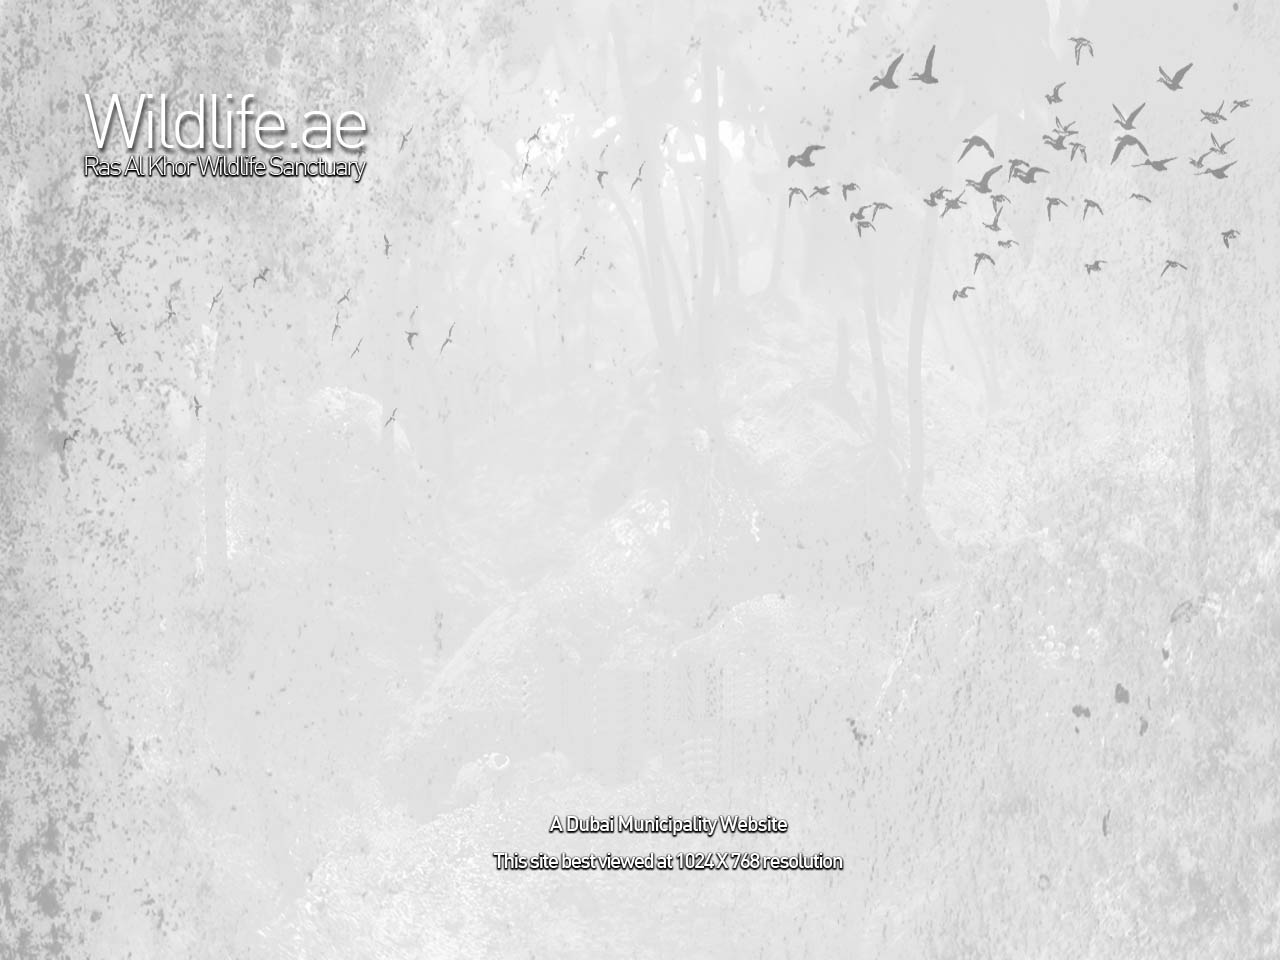 Wildlife.ae
Ras Al Khor Wildlife Sanctuary
A Dubai Municipality Website
This site best viewed at 1024 X 768 resolution